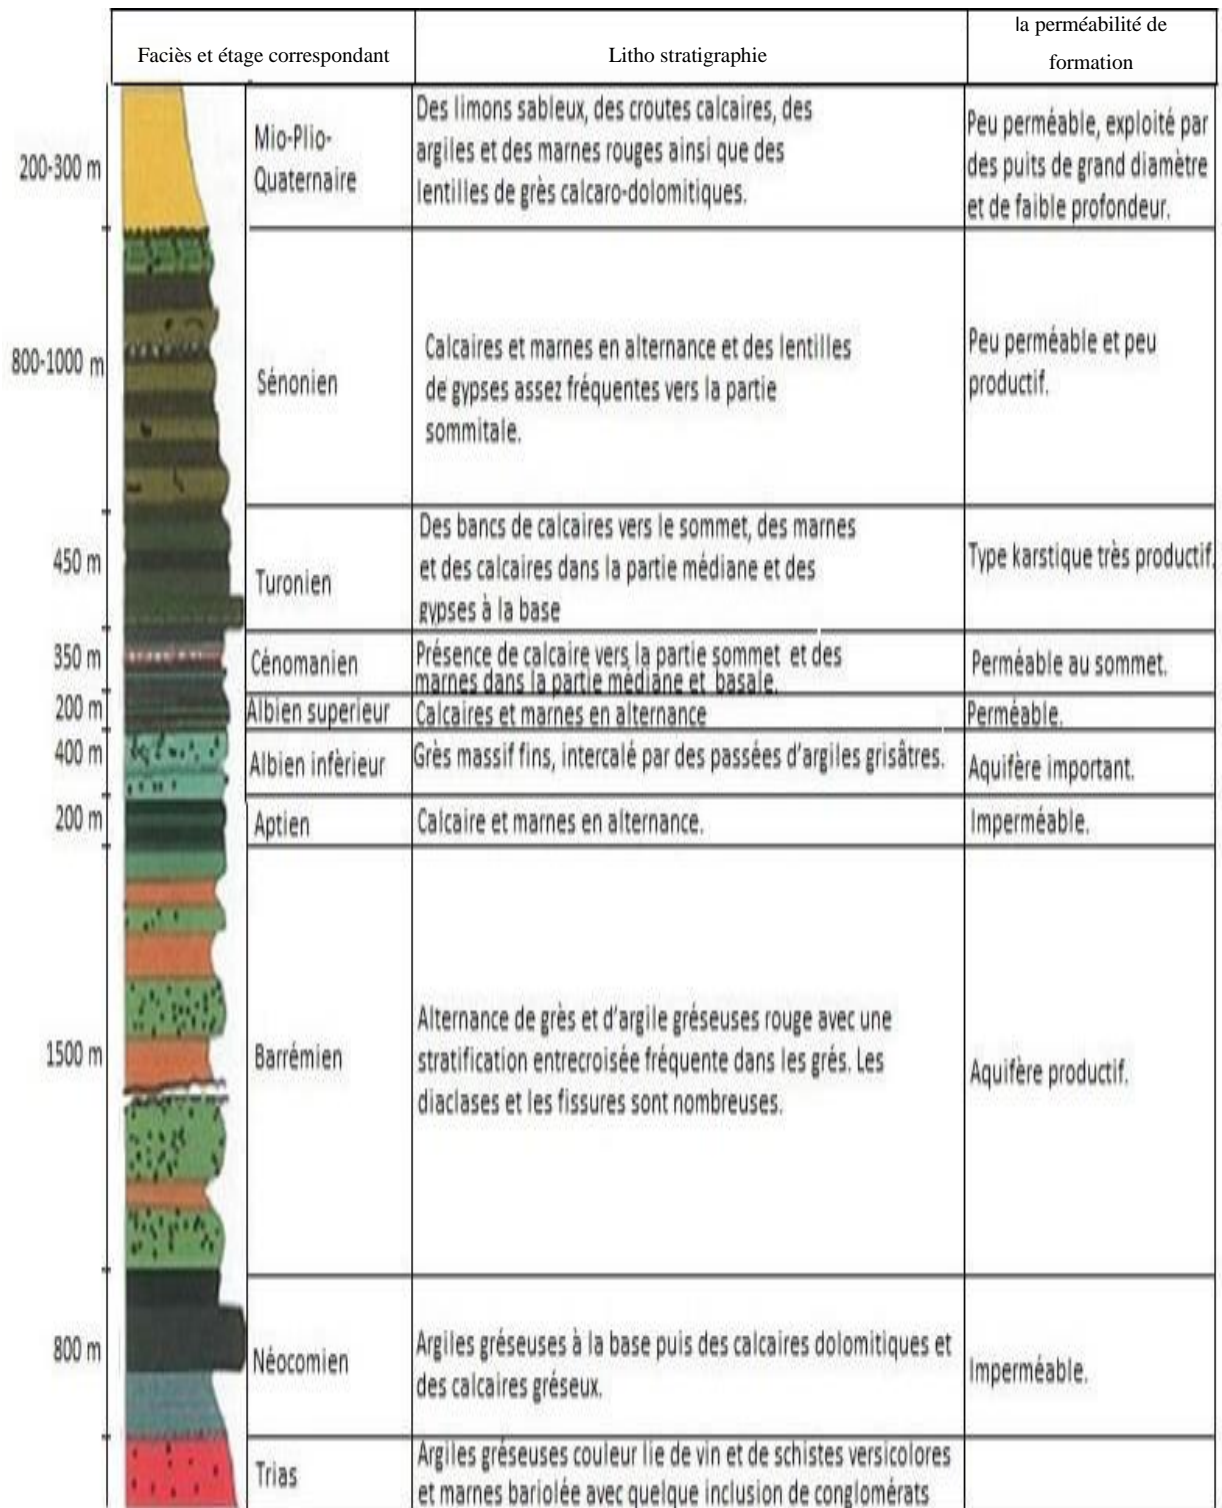 Faciès et étage correspondant
Litho stratigraphie
la perméabilité de
formation
200-300 m
Mio-Plio-
Quaternaire
Des limons sableux, des croutes calcaires, des
argiles et des marnes rouges ainsi que des
lentilles de grès calcaro-dolomitiques.
Peu perméable, exploité par
des puits de grand diamètre
et de faible profondeur.
800-1000 m
Sénonien
Calcaires et marnes en alternance et des lentilles
de gypses assez fréquentes vers la partie
sommitale.
Peu perméable et peu
productif.
450 m
Turonien
Des bancs de calcaires vers le sommet, des marnes
et des calcaires dans la partie médiane et des
gypses à la base
Type karstique très productif.
350 m
Cénomanien
Présence de calcaire vers la partie sommet et des
marnes dans la partie médiane et basale.
Perméable au sommet.
200 m
Albien superieur
Calcaires et marnes en alternance
Perméable.
400 m
Albien infèrieur
Grès massif fins, intercalé par des passées d'argiles grisâtres.
Aquifère important.
200 m
Aptien
Calcaire et marnes en alternance.
Imperméable.
1500 m
Barrémien
Alternance de grès et d'argile gréseuses rouge avec une
stratification entrecroisée fréquente dans les grés. Les
diaclases et les fissures sont nombreuses.
Aquifère productif.
800 m
Néocomien
Argiles gréseuses à la base puis des calcaires dolomitiques et
des calcaires gréseux.
Imperméable.
Trias
Argiles gréseuses couleur lie de vin et de schistes versicolores
et marnes bariolée avec quelque inclusion de conglomérats